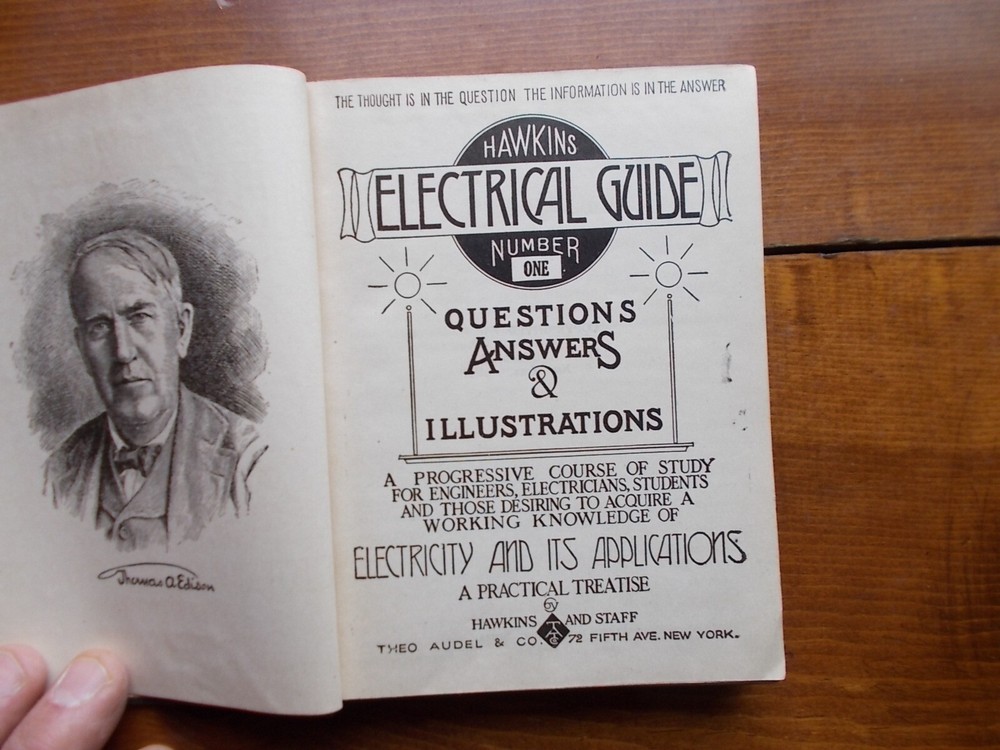 Thomas A Edison
THE THOUGHT IS IN THE QUESTION THE INFORMATION IS IN THE ANSWER
HAWKINS
ELECTRICAL GUIDE
NUMBER
ONE
QUESTIONS
ANSWERS
&
ILLUSTRATIONS
A PROGRESSIVE COURSE OF STUDY
FOR ENGINEERS, ELECTRICIANS, STUDENTS
AND THOSE DESIRING TO ACQUIRE A
WORKING KNOWLEDGE OF
ELECTRICITY AND ITS APPLICATIONS
A PRACTICAL TREATISE
by
HAWKINS AND STAFF
THEO AUDEL & CO. 72 FIFTH AVE. NEW YORK.